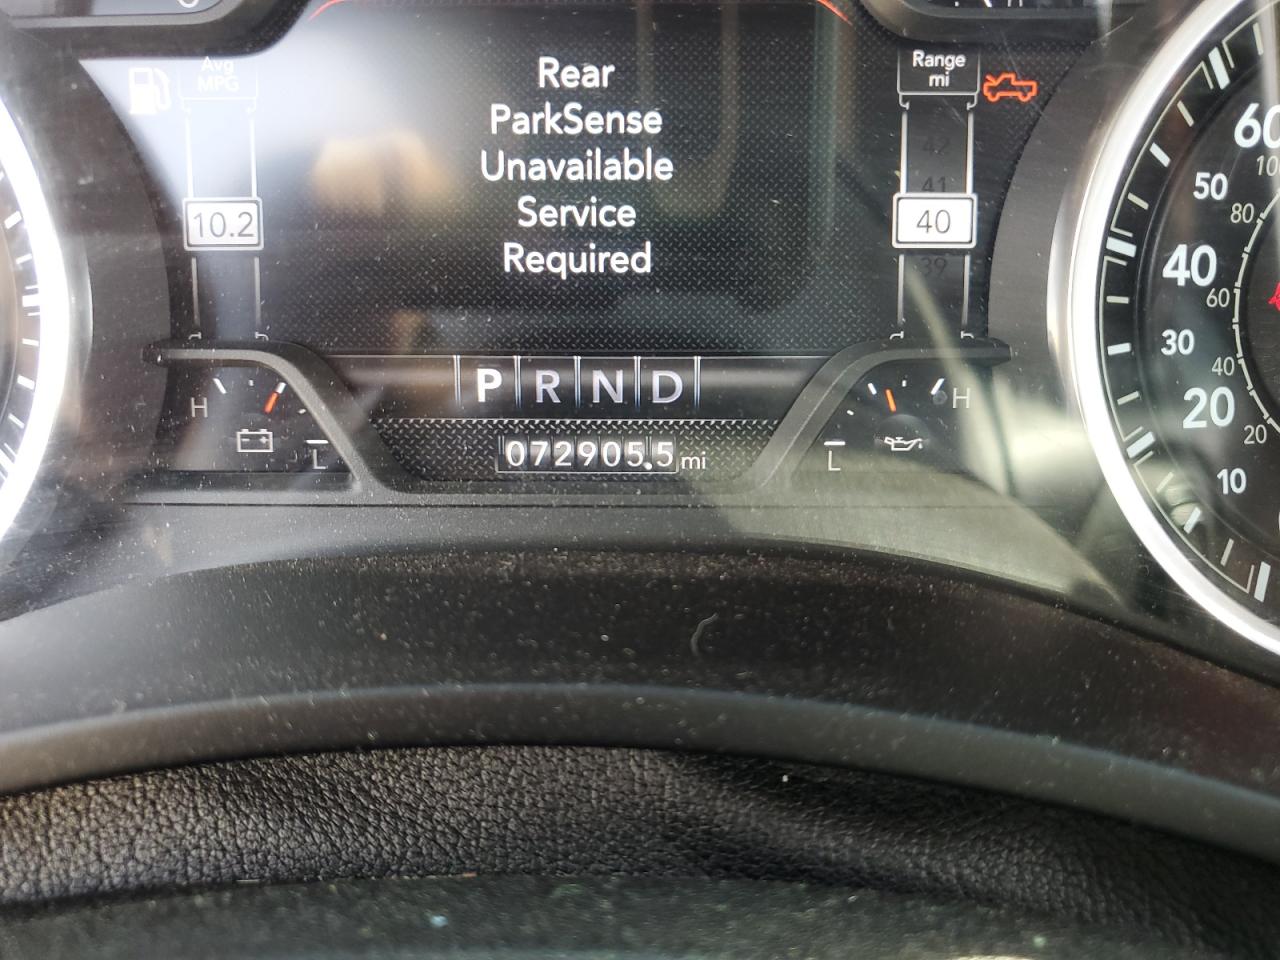 Avg
MPG
10.2
Rear
ParkSense
Unavailable
Service
Required
Range
mi
42
41
40
39
H
L
P R N D
072905.5 mi
L
H
60
100
50
80
40
60
30
40
20
20
10